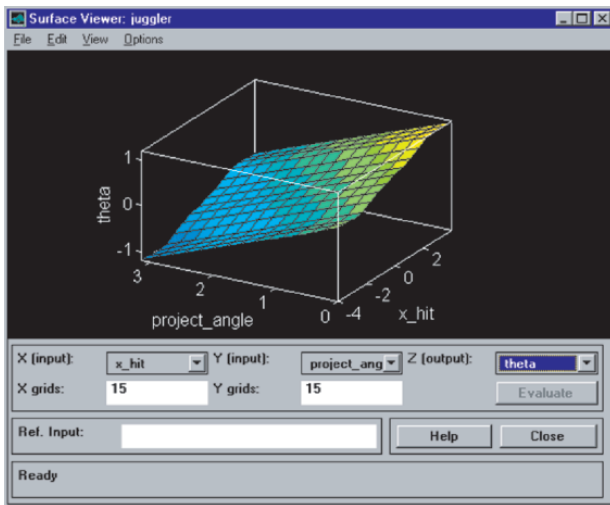 Surface Viewer: juggler
File Edit View Options
1
0
-1
theta
3
2
1
0
project_angle
-4
-2
0
2
x_hit
X (input): x_hit Y (input): project_ang Z (output): theta
X grids: 15 Y grids: 15 Evaluate
Ref. Input: Help Close
Ready